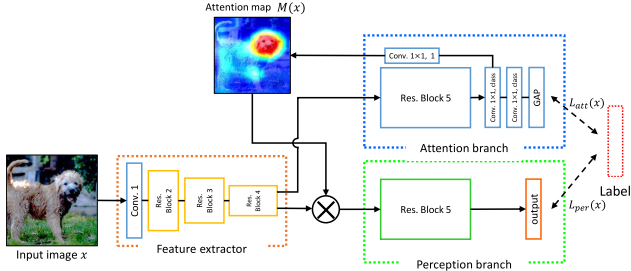 Attention map M(x)
Conv. 1×1, 1
Res. Block 5
Conv. 1×1, class
Conv. 1×1, class
GAP
Attention branch
L_att(x)
Label
L_per(x)
Conv. 1
Res. Block 2
Res. Block 3
Res. Block 4
Feature extractor
Input image x
Res. Block 5
output
Perception branch